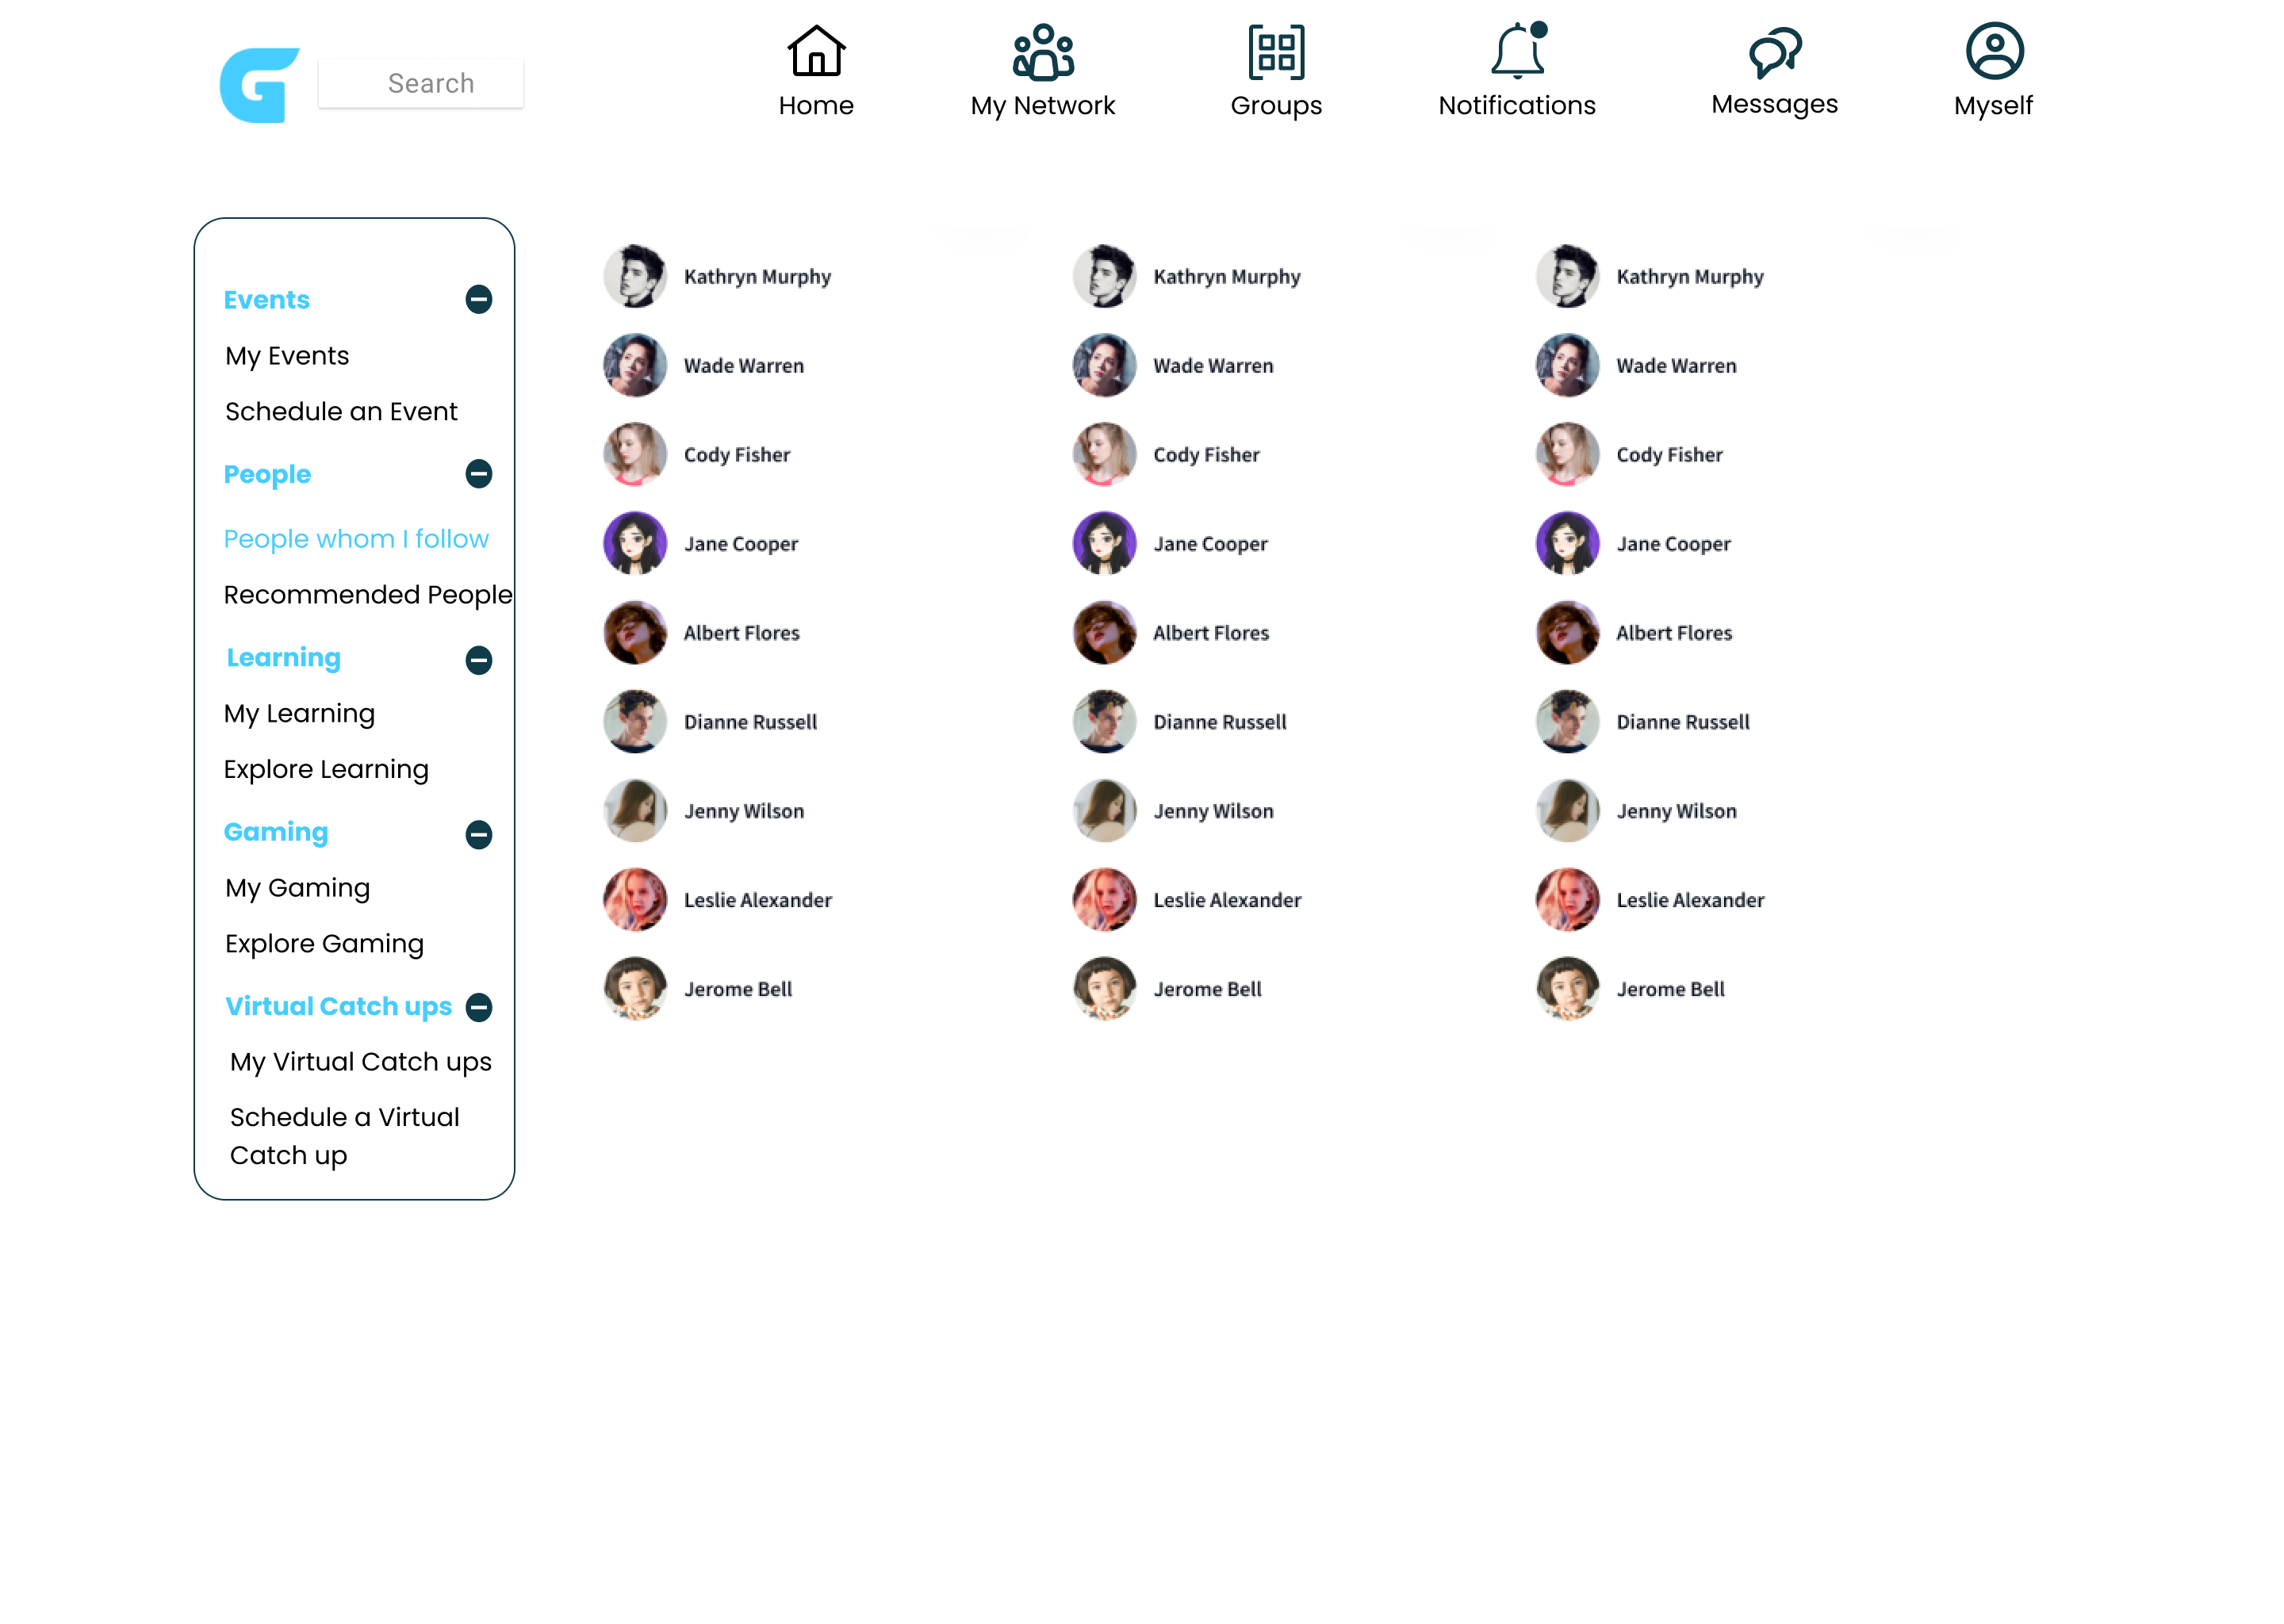 G
Search
Home
My Network
Groups
Notifications
Messages
Myself
Events
My Events
Schedule an Event
People
People whom I follow
Recommended People
Learning
My Learning
Explore Learning
Gaming
My Gaming
Explore Gaming
Virtual Catch ups
My Virtual Catch ups
Schedule a Virtual
Catch up
Kathryn Murphy
Wade Warren
Cody Fisher
Jane Cooper
Albert Flores
Dianne Russell
Jenny Wilson
Leslie Alexander
Jerome Bell
Kathryn Murphy
Wade Warren
Cody Fisher
Jane Cooper
Albert Flores
Dianne Russell
Jenny Wilson
Leslie Alexander
Jerome Bell
Kathryn Murphy
Wade Warren
Cody Fisher
Jane Cooper
Albert Flores
Dianne Russell
Jenny Wilson
Leslie Alexander
Jerome Bell